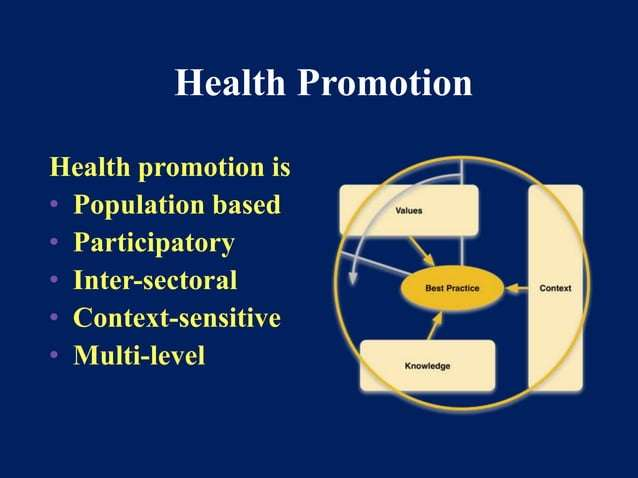 Health Promotion
Health promotion is
• Population based
• Participatory
• Inter-sectoral
• Context-sensitive
• Multi-level
Values
Best Practice
Context
Knowledge